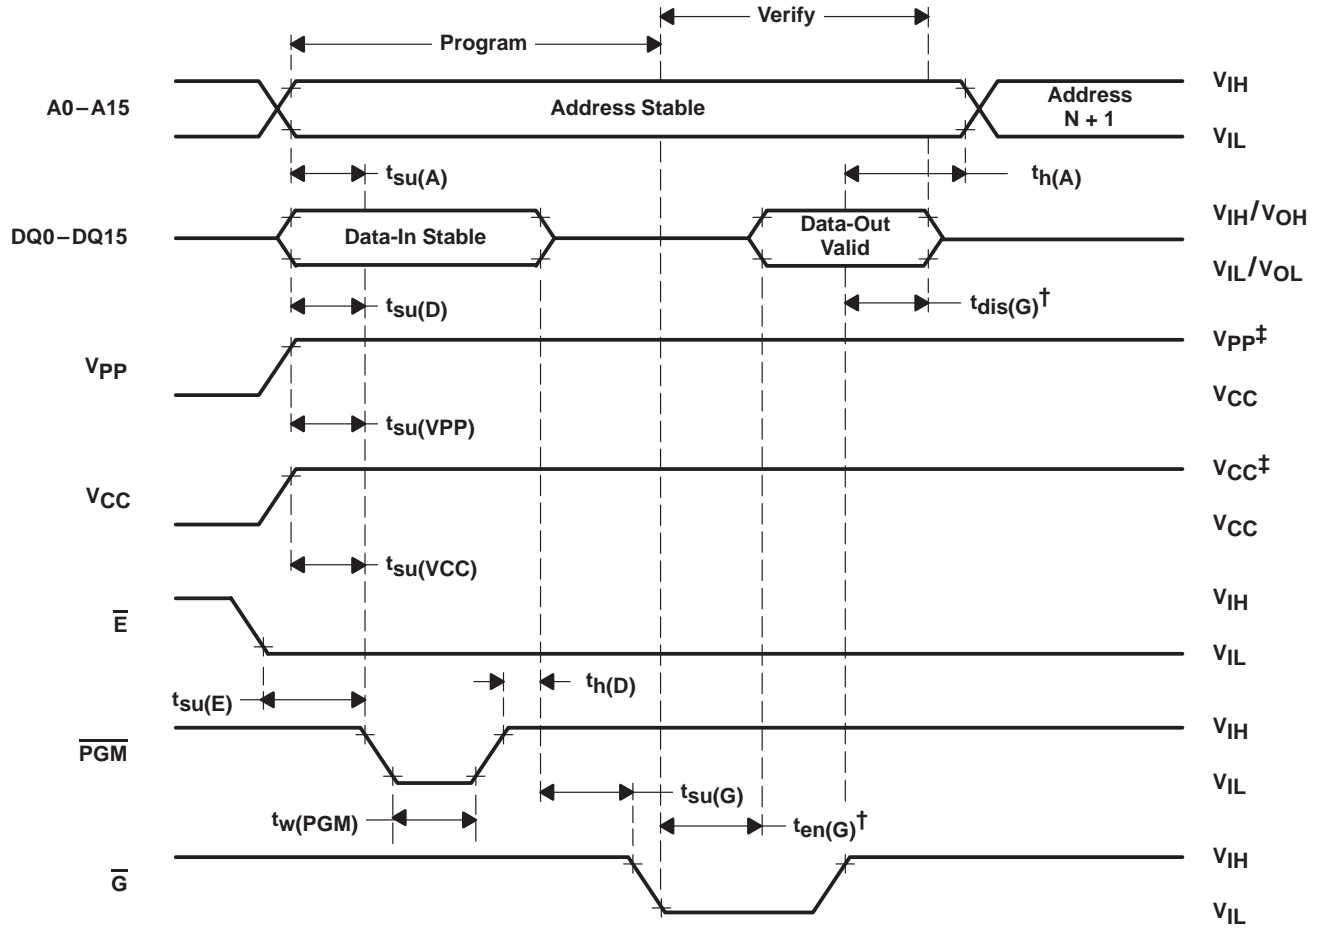 Verify
Program
A0–A15
Address Stable
Address
N + 1
VIH
VIL
tsu(A)
th(A)
DQ0–DQ15
Data-In Stable
Data-Out
Valid
VIH/VOH
VIL/VOL
tsu(D)
tdis(G)†
VPP
VPP‡
VCC
tsu(VPP)
VCC
VCC‡
VCC
tsu(VCC)
E̅
VIH
VIL
tsu(E)
th(D)
P̅G̅M̅
VIH
VIL
tsu(G)
tw(PGM)
ten(G)†
G̅
VIH
VIL